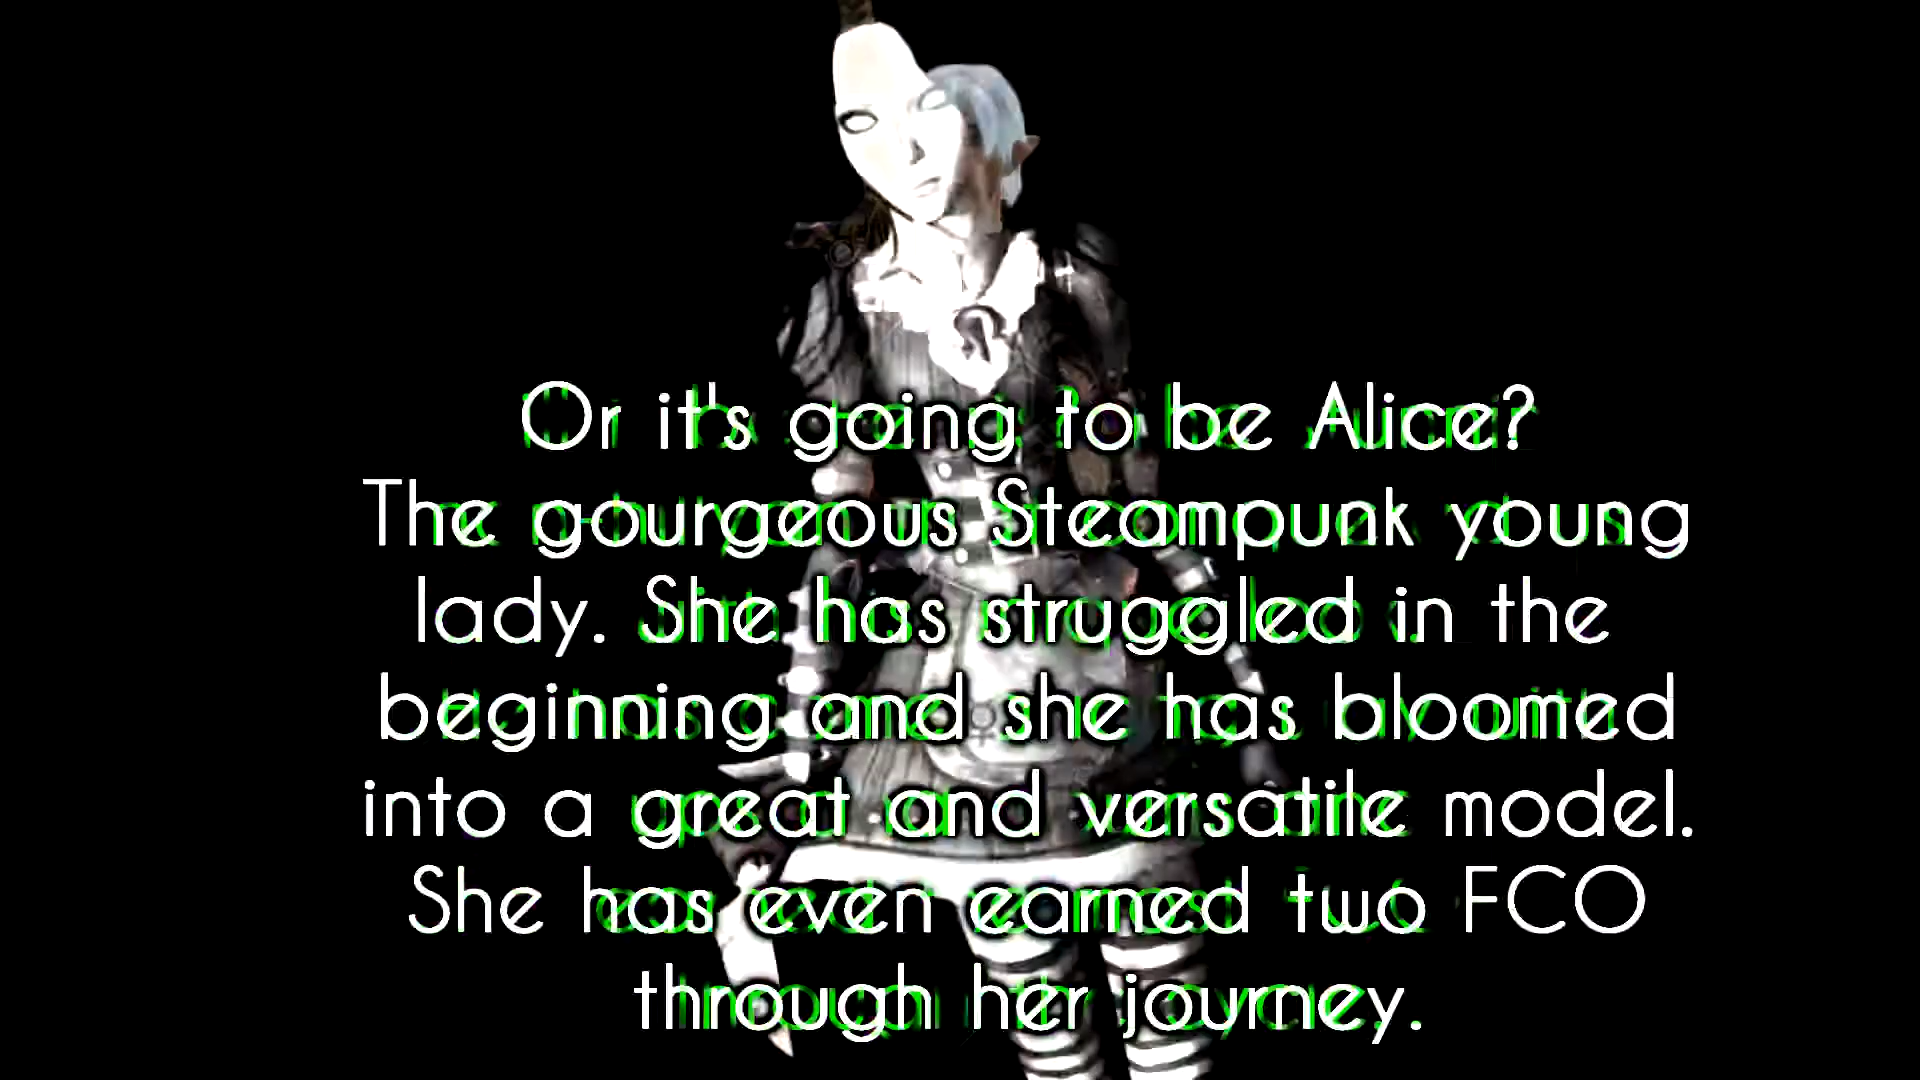 Or it's going to be Alice?
The gourgeous Steampunk young
lady. She has struggled in the
beginning and she has bloomed
into a great and versatile model.
She has even earned two FCO
through her journey.